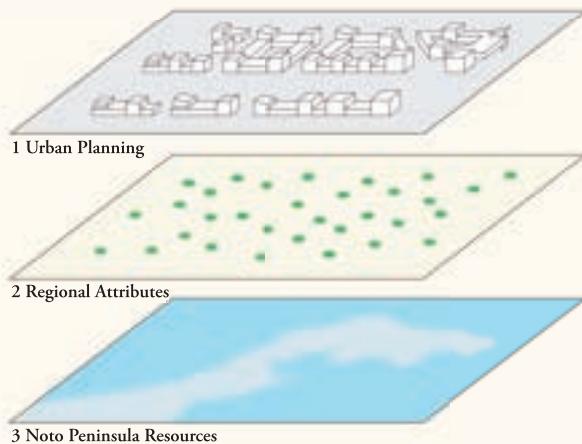 1 Urban Planning
2 Regional Attributes
3 Noto Peninsula Resources